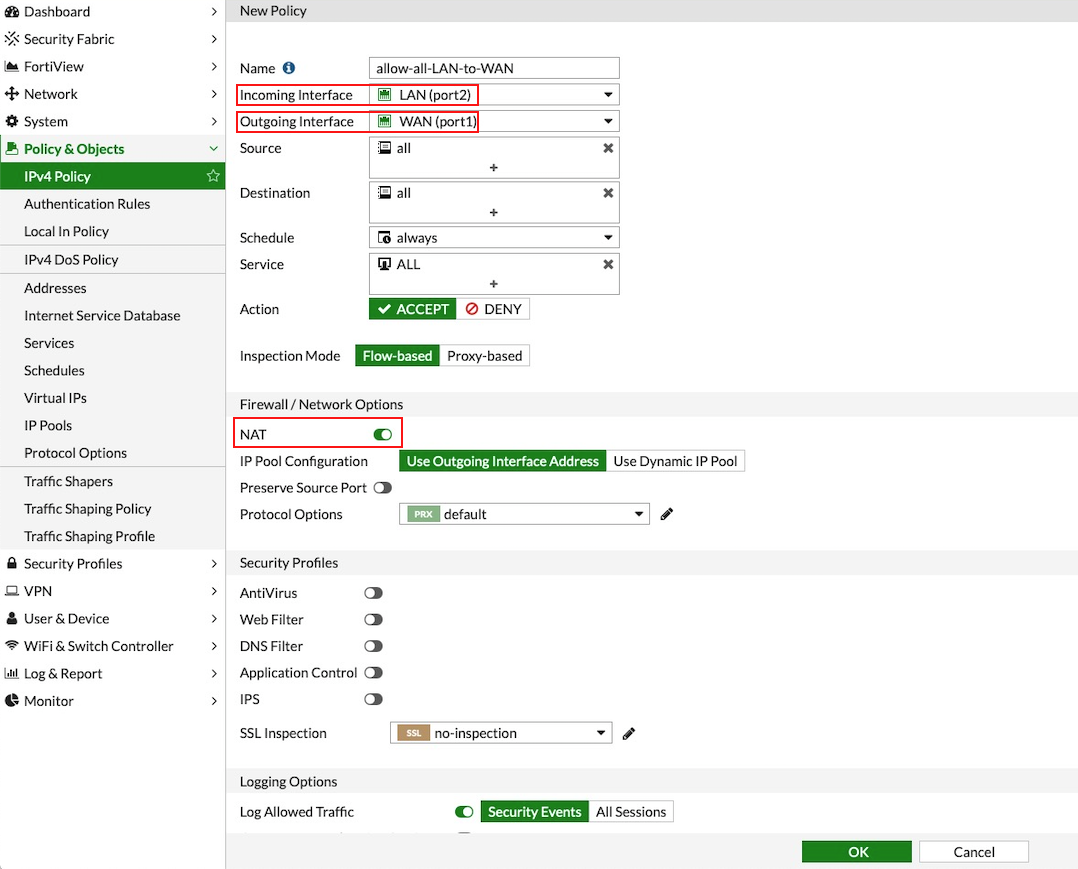 Dashboard
Security Fabric
FortiView
Network
System
Policy & Objects
IPv4 Policy
Authentication Rules
Local In Policy
IPv4 DoS Policy
Addresses
Internet Service Database
Services
Schedules
Virtual IPs
IP Pools
Protocol Options
Traffic Shapers
Traffic Shaping Policy
Traffic Shaping Profile
Security Profiles
VPN
User & Device
WiFi & Switch Controller
Log & Report
Monitor
New Policy
Name allow-all-LAN-to-WAN
Incoming Interface LAN (port2)
Outgoing Interface WAN (port1)
Source all
+
Destination all
+
Schedule always
Service ALL
+
Action ACCEPT DENY
Inspection Mode Flow-based Proxy-based
Firewall / Network Options
NAT
IP Pool Configuration Use Outgoing Interface Address Use Dynamic IP Pool
Preserve Source Port
Protocol Options PRX default
Security Profiles
AntiVirus
Web Filter
DNS Filter
Application Control
IPS
SSL Inspection SSL no-inspection
Logging Options
Log Allowed Traffic Security Events All Sessions
OK Cancel